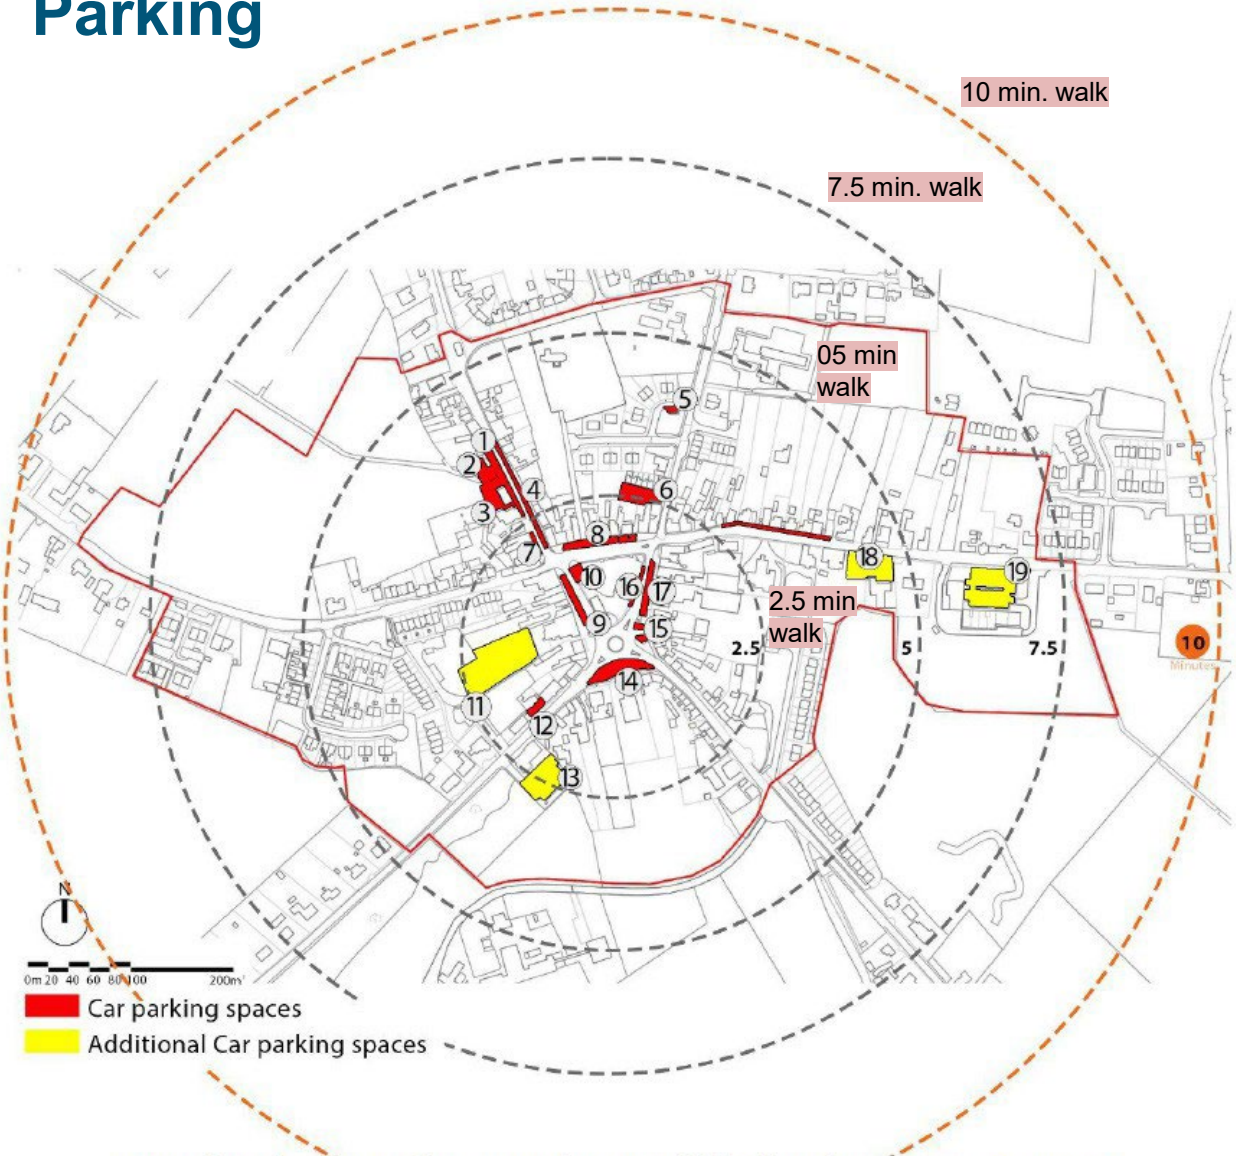 Parking
10 min. walk
7.5 min. walk
05 min
walk
5
1
2
4
6
3
8
7
18
19
10
16
17
2.5 min
walk
9
15
2.5
5
7.5
10
Minutes
14
11
12
13
N
0m 20 40 60 80 100 200m'
Car parking spaces
Additional Car parking spaces